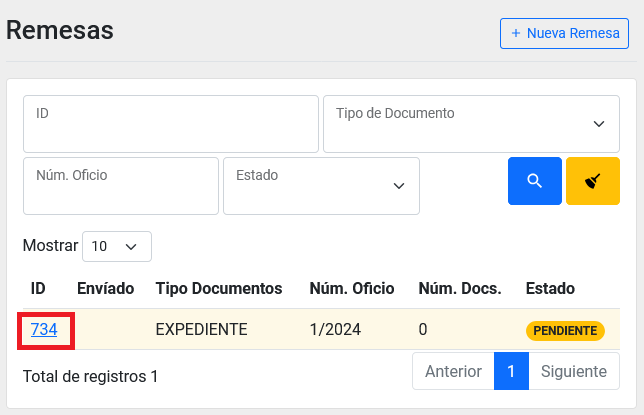 Remesas
+ Nueva Remesa
ID
Tipo de Documento
Núm. Oficio
Estado
Mostrar 10
ID Envíado Tipo Documentos Núm. Oficio Núm. Docs. Estado
734 EXPEDIENTE 1/2024 0 PENDIENTE
Total de registros 1
Anterior 1 Siguiente